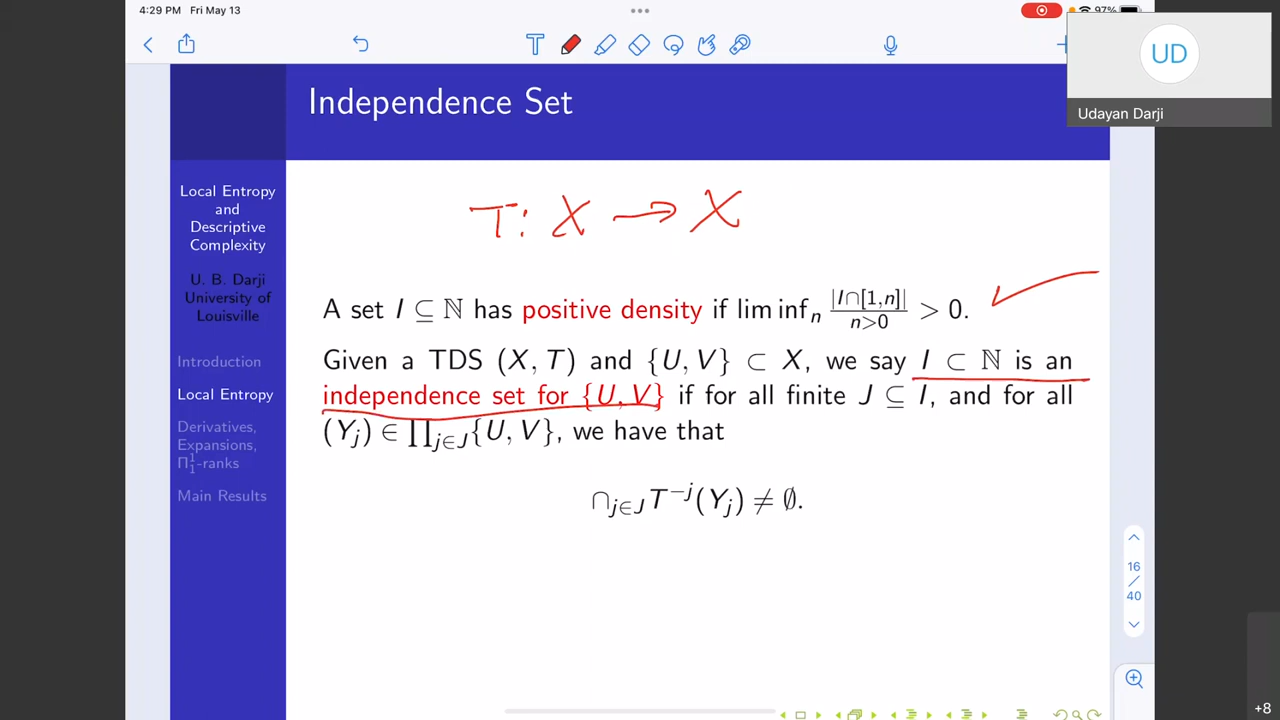 4:29 PM Fri May 13
97%
UD
Udayan Darji
Independence Set
Local Entropy
and
Descriptive
Complexity
U. B. Darji
University of
Louisville
Introduction
Local Entropy
Derivatives,
Expansions,
Π¹₁-ranks
Main Results
T: X → X
A set I ⊆ ℕ has positive density if lim infₙ |I∩[1,n]| / n>0 > 0.
Given a TDS (X, T) and {U, V} ⊂ X, we say I ⊂ ℕ is an
independence set for {U, V} if for all finite J ⊆ I, and for all
(Y_j) ∈ ∏_{j∈J}{U, V}, we have that
∩_{j∈J} T^{-j}(Y_j) ≠ ∅.
16
/
40
+8